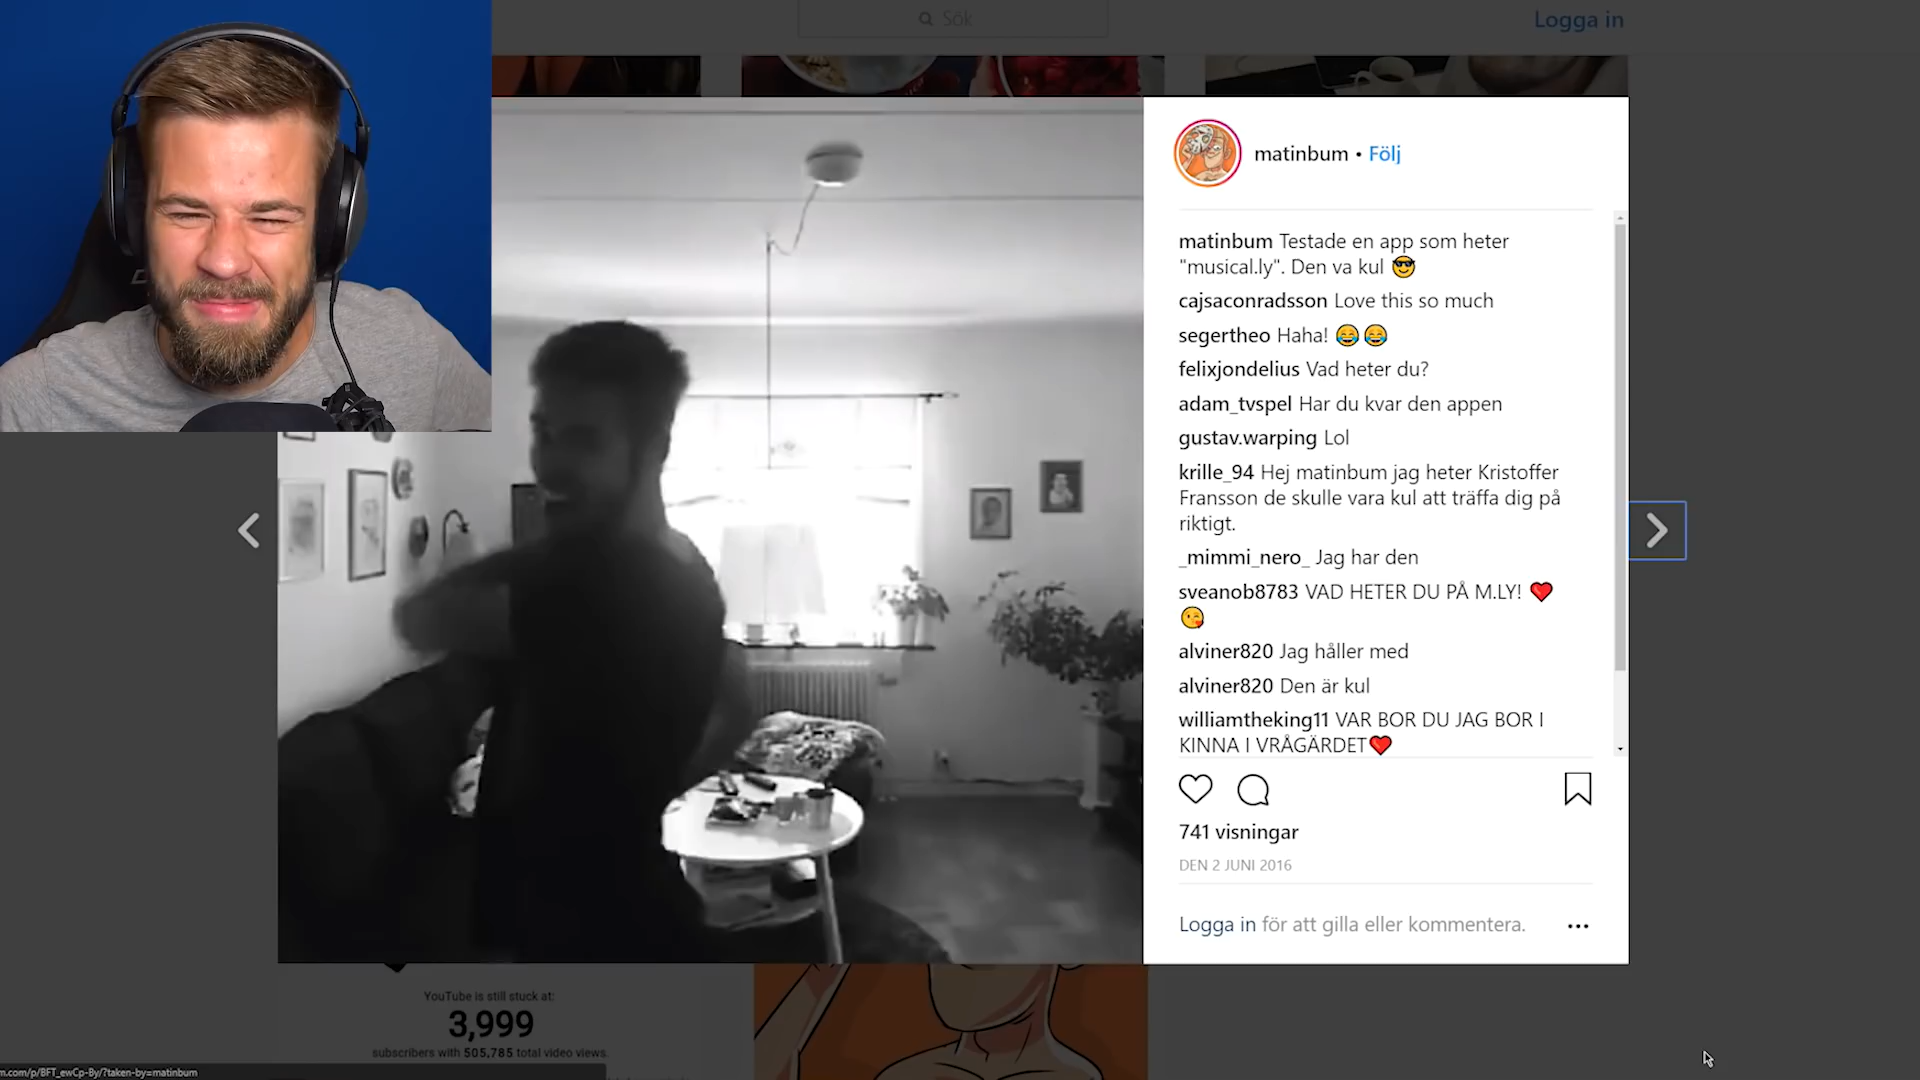 Sök
Logga in
matinbum • Följ
matinbum Testade en app som heter
"musical.ly". Den va kul 😎
cajsaconradsson Love this so much
segertheo Haha! 😂😂
felixjondelius Vad heter du?
adam_tvspel Har du kvar den appen
gustav.warping Lol
krille_94 Hej matinbum jag heter Kristoffer
Fransson de skulle vara kul att träffa dig på
riktigt.
_mimmi_nero_ Jag har den
sveanob8783 VAD HETER DU PÅ M.LY! ❤️
😘
alviner820 Jag håller med
alviner820 Den är kul
williamtheking11 VAR BOR DU JAG BOR I
KINNA I VRÅGÄRDET❤️
741 visningar
DEN 2 JUNI 2016
Logga in för att gilla eller kommentera.
YouTube is still stuck at:
3,999
subscribers with 505,785 total video views.
m.com/p/BFT_ewCp-By/?taken-by=matinbum